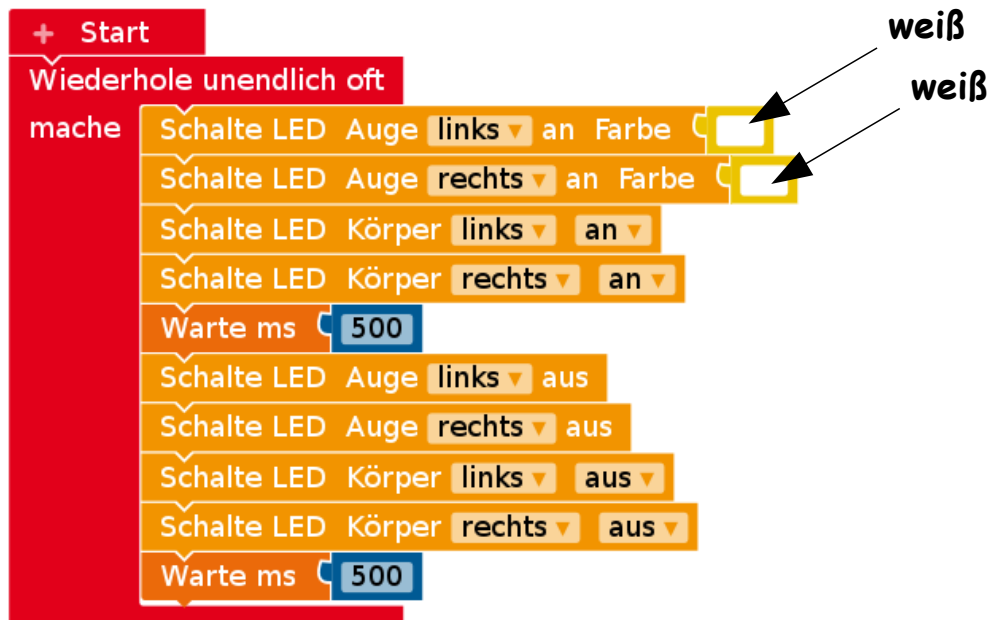 weiß
+ Start
Wiederhole unendlich oft
weiß
mache Schalte LED Auge links ▾ an Farbe
Schalte LED Auge rechts ▾ an Farbe
Schalte LED Körper links ▾ an ▾
Schalte LED Körper rechts ▾ an ▾
Warte ms 500
Schalte LED Auge links ▾ aus
Schalte LED Auge rechts ▾ aus
Schalte LED Körper links ▾ aus ▾
Schalte LED Körper rechts ▾ aus ▾
Warte ms 500